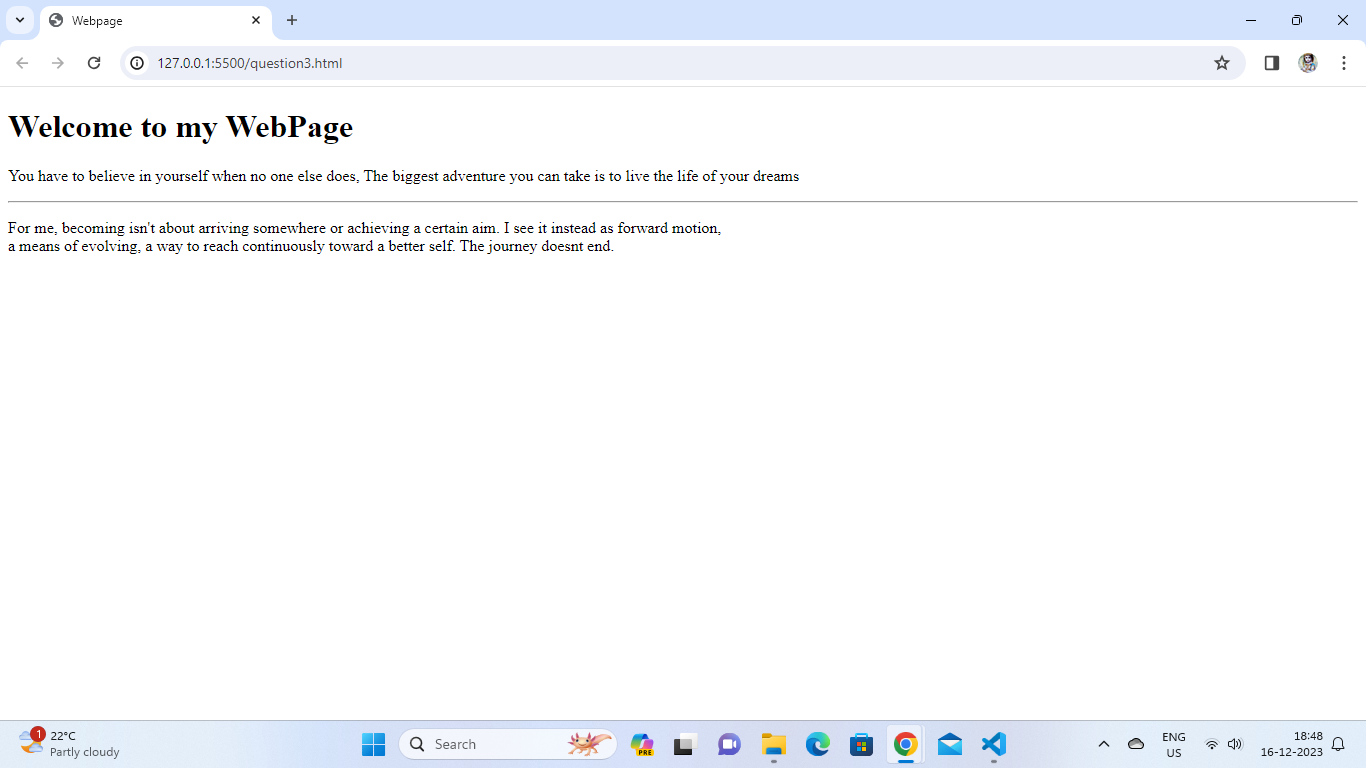 Webpage
127.0.0.1:5500/question3.html
Welcome to my WebPage
You have to believe in yourself when no one else does, The biggest adventure you can take is to live the life of your dreams
For me, becoming isn't about arriving somewhere or achieving a certain aim. I see it instead as forward motion,
a means of evolving, a way to reach continuously toward a better self. The journey doesnt end.
1
22°C
Partly cloudy
Search
PRE
ENG
US
18:48
16-12-2023